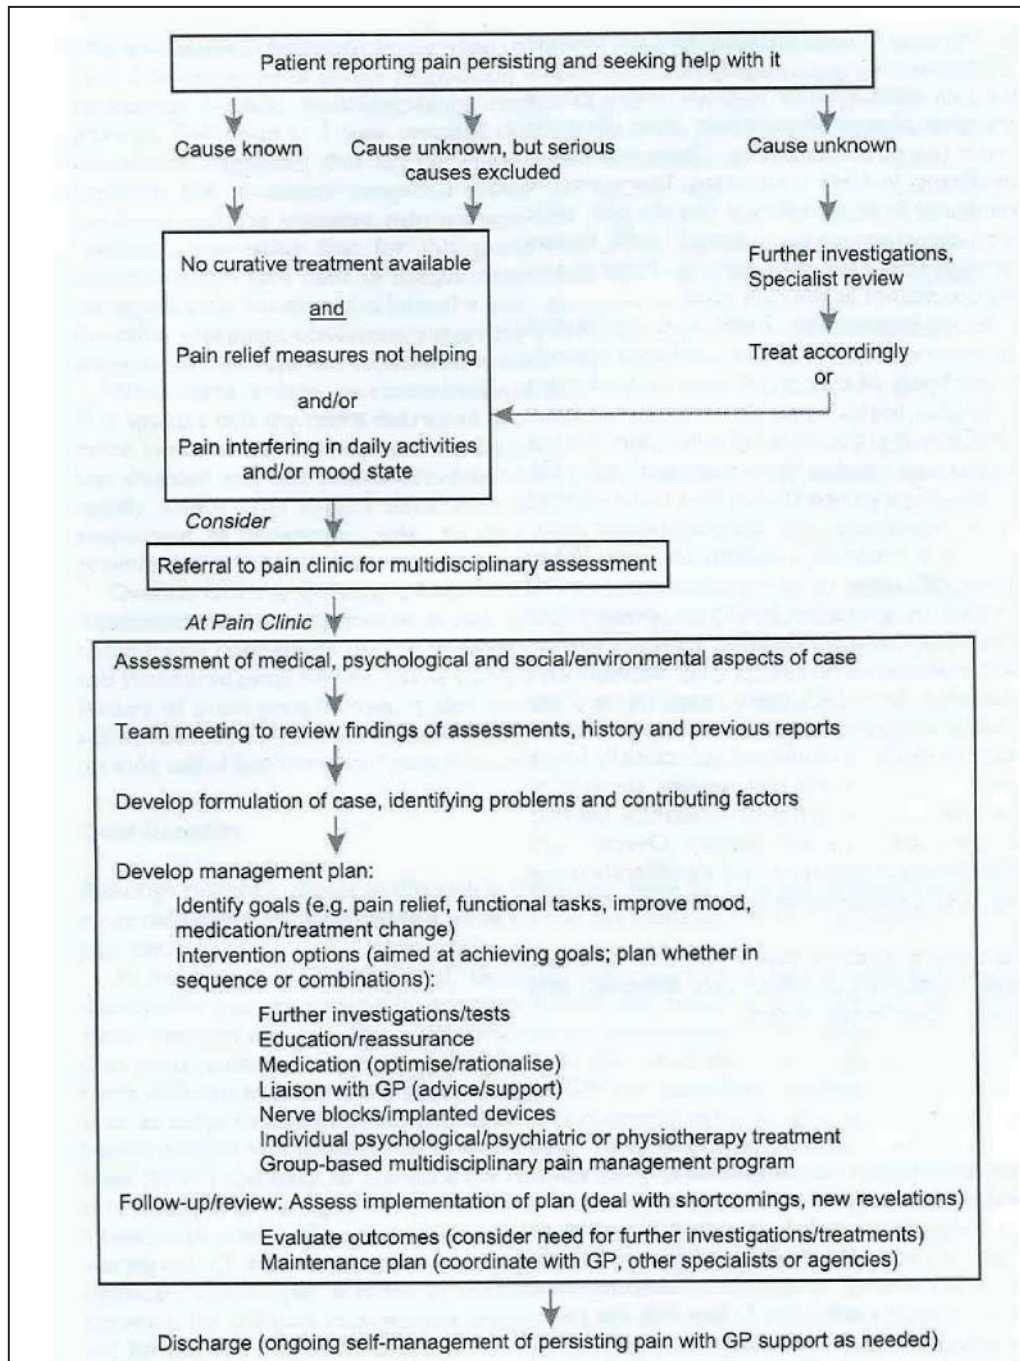 Patient reporting pain persisting and seeking help with it
Cause known
Cause unknown, but serious
causes excluded
Cause unknown
No curative treatment available
and
Pain relief measures not helping
and/or
Pain interfering in daily activities
and/or mood state
Further investigations,
Specialist review
Treat accordingly
or
Consider
Referral to pain clinic for multidisciplinary assessment
At Pain Clinic
Assessment of medical, psychological and social/environmental aspects of case
Team meeting to review findings of assessments, history and previous reports
Develop formulation of case, identifying problems and contributing factors
Develop management plan:
Identify goals (e.g. pain relief, functional tasks, improve mood,
medication/treatment change)
Intervention options (aimed at achieving goals; plan whether in
sequence or combinations):
Further investigations/tests
Education/reassurance
Medication (optimise/rationalise)
Liaison with GP (advice/support)
Nerve blocks/implanted devices
Individual psychological/psychiatric or physiotherapy treatment
Group-based multidisciplinary pain management program
Follow-up/review: Assess implementation of plan (deal with shortcomings, new revelations)
Evaluate outcomes (consider need for further investigations/treatments)
Maintenance plan (coordinate with GP, other specialists or agencies)
Discharge (ongoing self-management of persisting pain with GP support as needed)